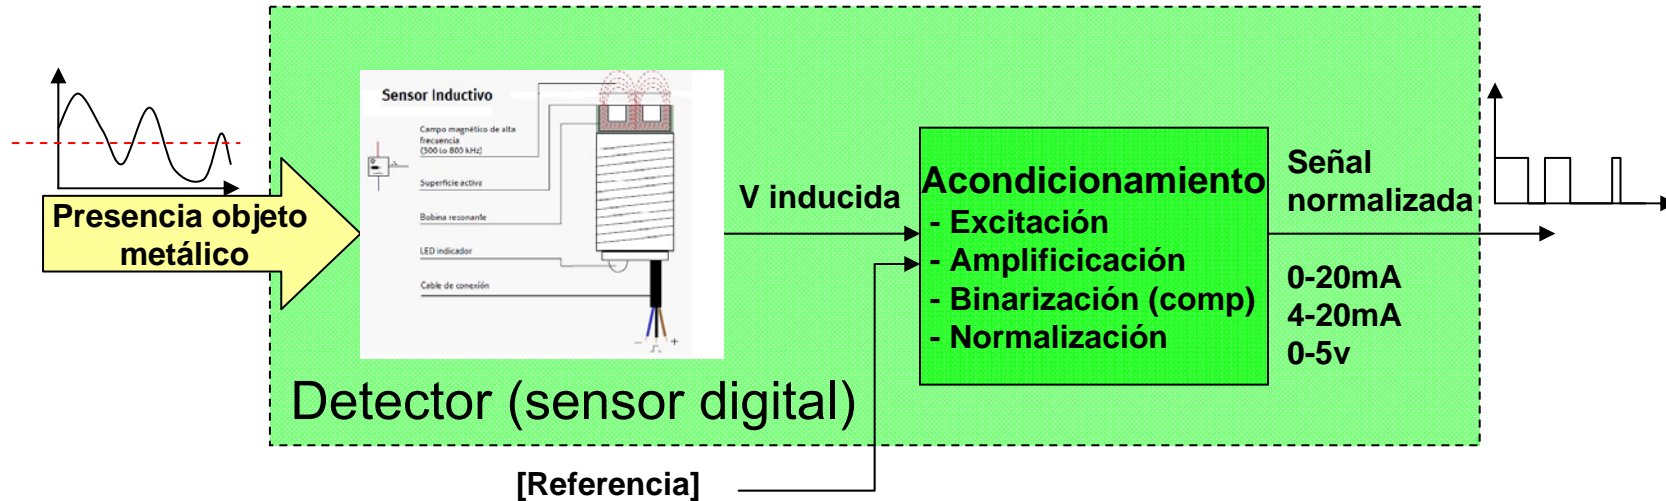 Presencia objeto
metálico
Sensor Inductivo
Campo magnético de alta
frecuencia
(300 to 800 kHz)
Superficie activa
Bobina resonante
LED indicador
Cable de conexión
- +
Detector (sensor digital)
V inducida
[Referencia]
Acondicionamiento
- Excitación
- Amplificicación
- Binarización (comp)
- Normalización
Señal
normalizada
0-20mA
4-20mA
0-5v